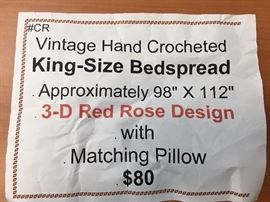 #CR
Vintage Hand Crocheted
King-Size Bedspread
. Approximately 98" X 112"
. 3-D Red Rose Design
. with
. Matching Pillow
$80